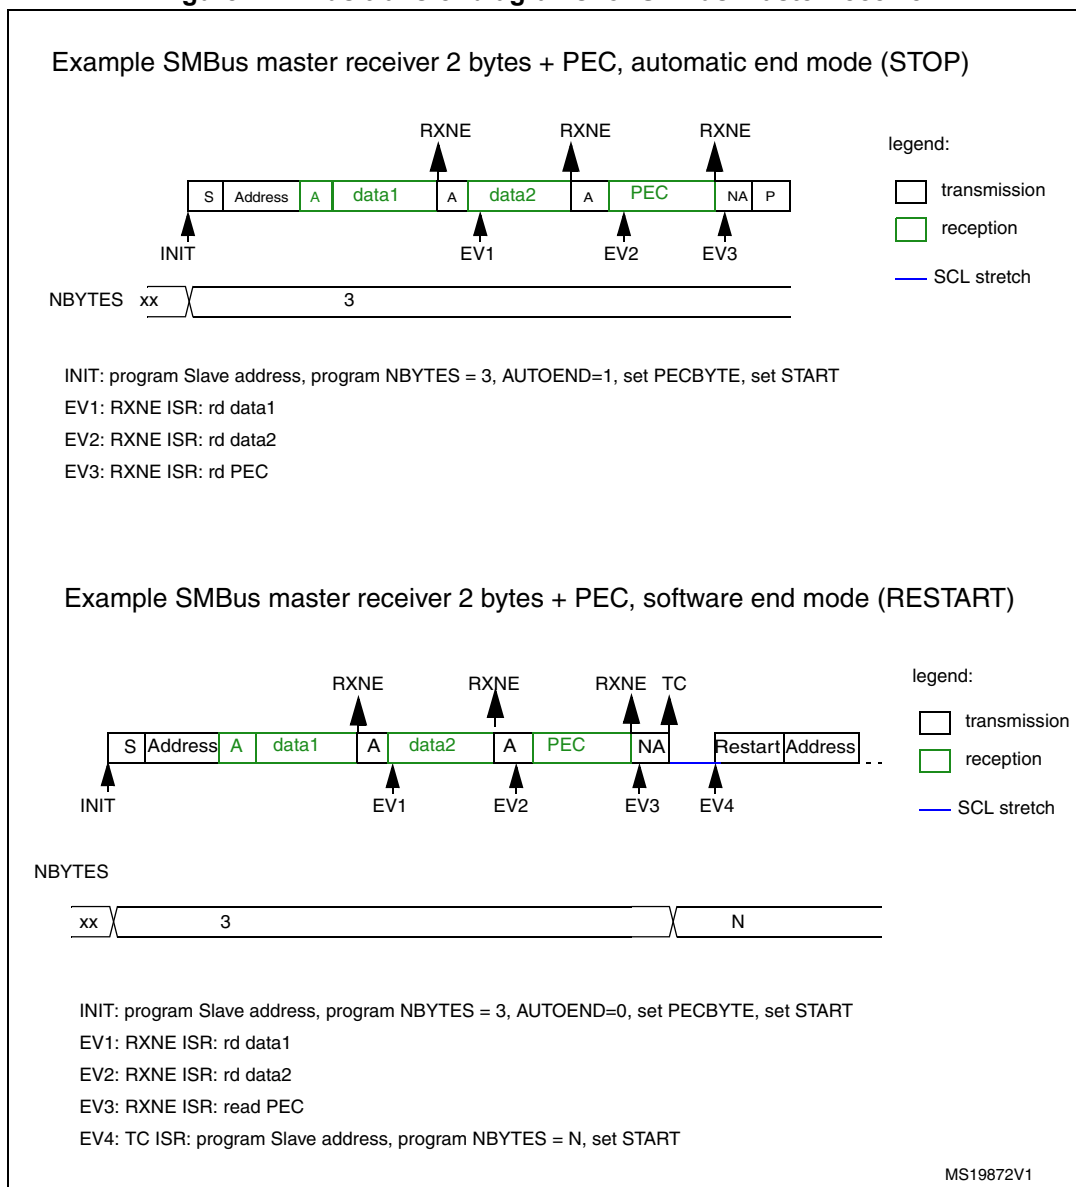 Example SMBus master receiver 2 bytes + PEC, automatic end mode (STOP)
RXNE RXNE RXNE
legend:
S Address A data1 A data2 A PEC NA P
transmission
reception
INIT EV1 EV2 EV3
SCL stretch
NBYTES xx 3
INIT: program Slave address, program NBYTES = 3, AUTOEND=1, set PECBYTE, set START
EV1: RXNE ISR: rd data1
EV2: RXNE ISR: rd data2
EV3: RXNE ISR: rd PEC
Example SMBus master receiver 2 bytes + PEC, software end mode (RESTART)
RXNE RXNE RXNE TC
legend:
transmission
S Address A data1 A data2 A PEC NA Restart Address
reception
INIT EV1 EV2 EV3 EV4
SCL stretch
NBYTES
xx 3 N
INIT: program Slave address, program NBYTES = 3, AUTOEND=0, set PECBYTE, set START
EV1: RXNE ISR: rd data1
EV2: RXNE ISR: rd data2
EV3: RXNE ISR: read PEC
EV4: TC ISR: program Slave address, program NBYTES = N, set START
MS19872V1